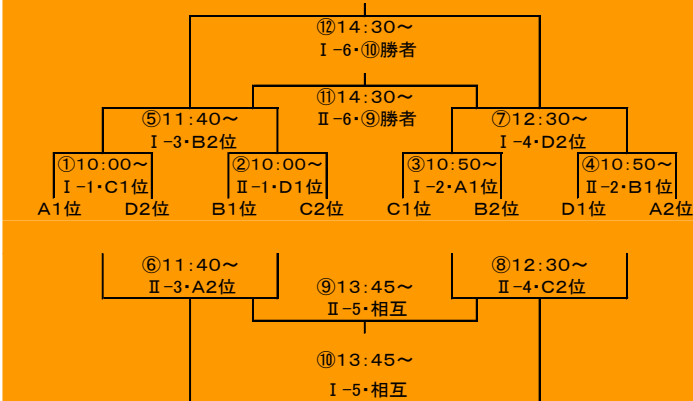 ⑫14:30～
Ⅰ-6・⑩勝者
⑪14:30～
Ⅱ-6・⑨勝者
⑤11:40～
Ⅰ-3・B2位
⑦12:30～
Ⅰ-4・D2位
①10:00～
Ⅰ-1・C1位
②10:00～
Ⅱ-1・D1位
③10:50～
Ⅰ-2・A1位
④10:50～
Ⅱ-2・B1位
A1位 D2位 B1位 C2位 C1位 B2位 D1位 A2位
⑥11:40～
Ⅱ-3・A2位
⑧12:30～
Ⅱ-4・C2位
⑨13:45～
Ⅱ-5・相互
⑩13:45～
Ⅰ-5・相互